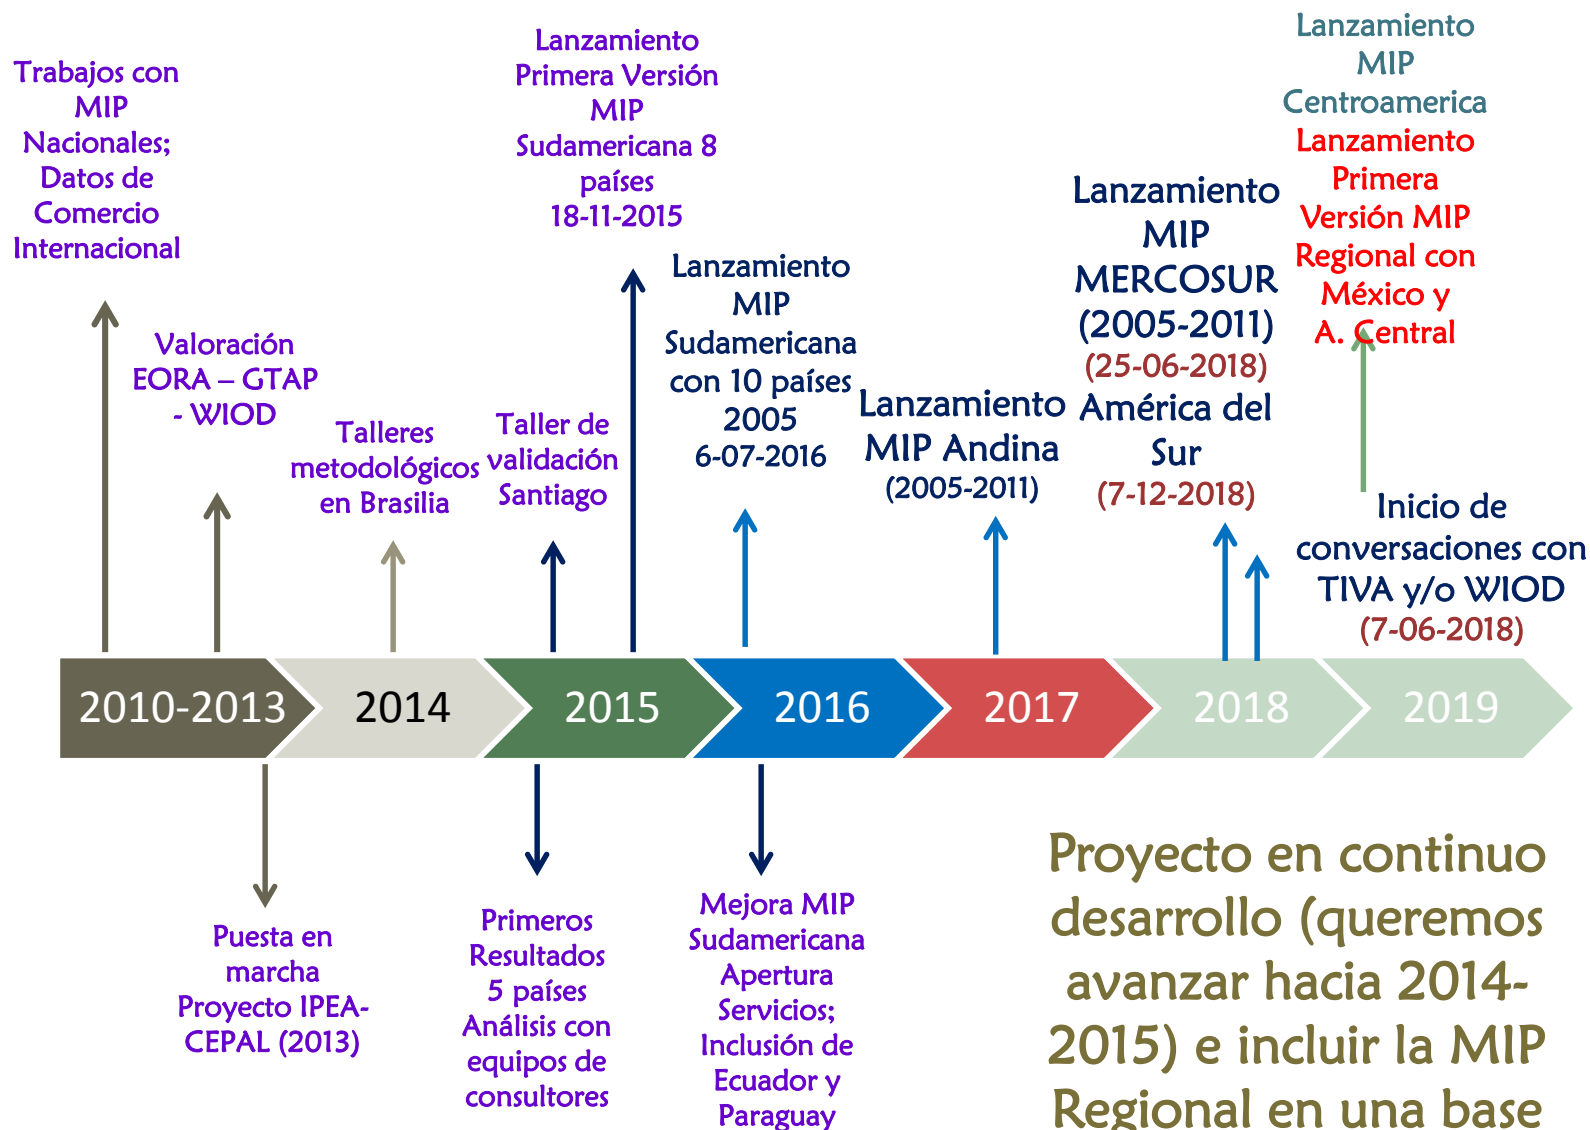 Trabajos con
MIP
Nacionales;
Datos de
Comercio
Internacional
Valoración
EORA – GTAP
- WIOD
Talleres
metodológicos
en Brasilia
Taller de
validación
Santiago
Lanzamiento
Primera Versión
MIP
Sudamericana 8
países
18-11-2015
Lanzamiento
MIP
Sudamericana
con 10 países
2005
6-07-2016
Lanzamiento
MIP Andina
(2005-2011)
Lanzamiento
MIP
MERCOSUR
(2005-2011)
(25-06-2018)
América del
Sur
(7-12-2018)
Lanzamiento
MIP
Centroamerica
Lanzamiento
Primera
Versión MIP
Regional con
México y
A. Central
Inicio de
conversaciones con
TIVA y/o WIOD
(7-06-2018)
2010-2013
2014
2015
2016
2017
2018
2019
Puesta en
marcha
Proyecto IPEA-
CEPAL (2013)
Primeros
Resultados
5 países
Análisis con
equipos de
consultores
Mejora MIP
Sudamericana
Apertura
Servicios;
Inclusión de
Ecuador y
Paraguay
Proyecto en continuo
desarrollo (queremos
avanzar hacia 2014-
2015) e incluir la MIP
Regional en una base